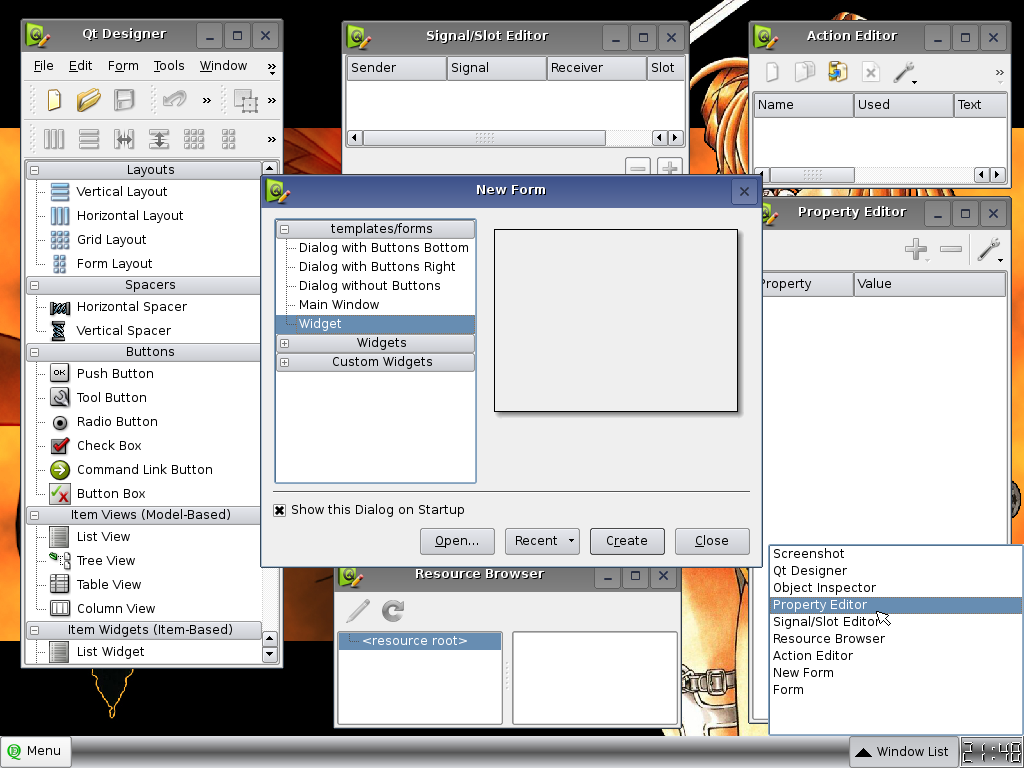 Qt Designer
File Edit Form Tools Window »
»
»
Layouts
Vertical Layout
Horizontal Layout
Grid Layout
Form Layout
Spacers
Horizontal Spacer
Vertical Spacer
Buttons
OK Push Button
Tool Button
Radio Button
Check Box
Command Link Button
Button Box
Item Views (Model-Based)
List View
Tree View
Table View
Column View
Item Widgets (Item-Based)
List Widget
Signal/Slot Editor
Sender Signal Receiver Slot
Action Editor
»
Name Used Text
Property Editor
Property Value
New Form
templates/forms
Dialog with Buttons Bottom
Dialog with Buttons Right
Dialog without Buttons
Main Window
Widget
Widgets
Custom Widgets
Show this Dialog on Startup
Open... Recent Create Close
Resource Browser
<resource root>
Screenshot
Qt Designer
Object Inspector
Property Editor
Signal/Slot Editor
Resource Browser
Action Editor
New Form
Form
Menu
Window List
21:48